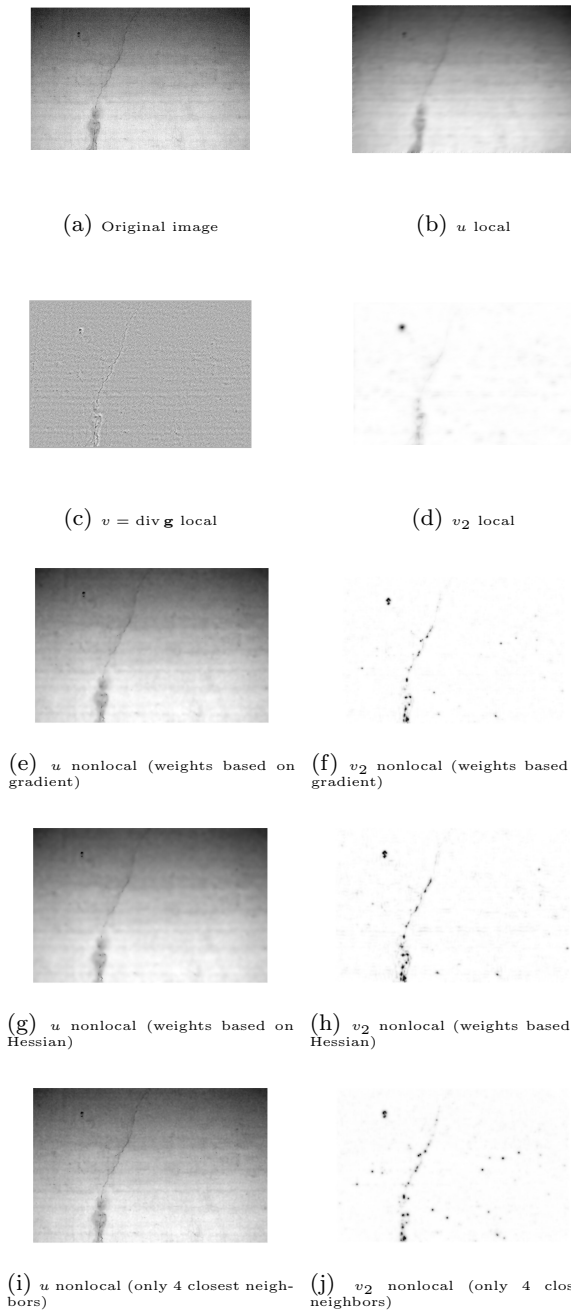 (a) Original image
(b) u local
(c) v = div g local
(d) v₂ local
(e) u nonlocal (weights based on
gradient)
(f) v₂ nonlocal (weights based
gradient)
(g) u nonlocal (weights based on
Hessian)
(h) v₂ nonlocal (weights based
Hessian)
(i) u nonlocal (only 4 closest neigh-
bors)
(j) v₂ nonlocal (only 4 clos
neighbors)